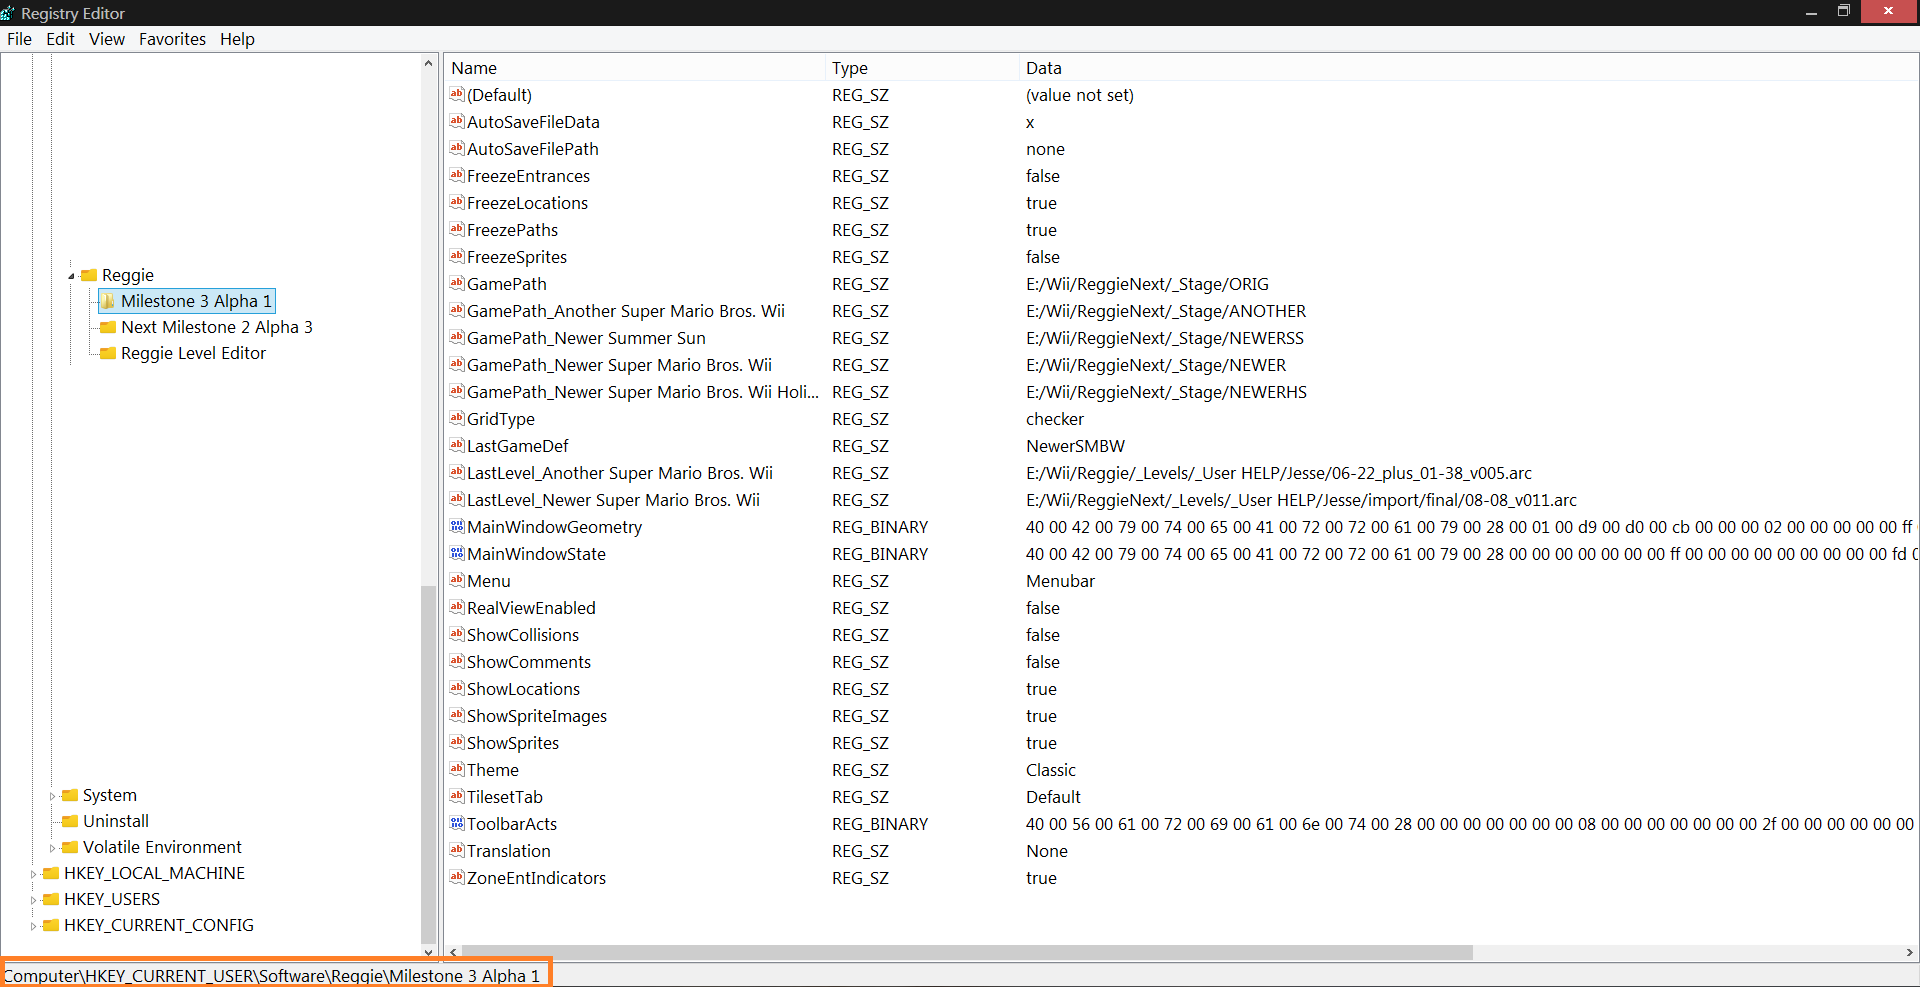 Registry Editor
File Edit View Favorites Help
Reggie
Milestone 3 Alpha 1
Next Milestone 2 Alpha 3
Reggie Level Editor
System
Uninstall
Volatile Environment
HKEY_LOCAL_MACHINE
HKEY_USERS
HKEY_CURRENT_CONFIG
Name Type Data
(Default) REG_SZ (value not set)
AutoSaveFileData REG_SZ x
AutoSaveFilePath REG_SZ none
FreezeEntrances REG_SZ false
FreezeLocations REG_SZ true
FreezePaths REG_SZ true
FreezeSprites REG_SZ false
GamePath REG_SZ E:/Wii/ReggieNext/_Stage/ORIG
GamePath_Another Super Mario Bros. Wii REG_SZ E:/Wii/ReggieNext/_Stage/ANOTHER
GamePath_Newer Summer Sun REG_SZ E:/Wii/ReggieNext/_Stage/NEWERSS
GamePath_Newer Super Mario Bros. Wii REG_SZ E:/Wii/ReggieNext/_Stage/NEWER
GamePath_Newer Super Mario Bros. Wii Holi... REG_SZ E:/Wii/ReggieNext/_Stage/NEWERHS
GridType REG_SZ checker
LastGameDef REG_SZ NewerSMBW
LastLevel_Another Super Mario Bros. Wii REG_SZ E:/Wii/Reggie/_Levels/_User HELP/Jesse/06-22_plus_01-38_v005.arc
LastLevel_Newer Super Mario Bros. Wii REG_SZ E:/Wii/ReggieNext/_Levels/_User HELP/Jesse/import/final/08-08_v011.arc
MainWindowGeometry REG_BINARY 40 00 42 00 79 00 74 00 65 00 41 00 72 00 72 00 61 00 79 00 28 00 01 00 d9 00 d0 00 cb 00 00 00 02 00 00 00 00 00 ff
MainWindowState REG_BINARY 40 00 42 00 79 00 74 00 65 00 41 00 72 00 72 00 61 00 79 00 28 00 00 00 00 00 00 00 ff 00 00 00 00 00 00 00 00 00 fd
Menu REG_SZ Menubar
RealViewEnabled REG_SZ false
ShowCollisions REG_SZ false
ShowComments REG_SZ false
ShowLocations REG_SZ true
ShowSpriteImages REG_SZ true
ShowSprites REG_SZ true
Theme REG_SZ Classic
TilesetTab REG_SZ Default
ToolbarActs REG_BINARY 40 00 56 00 61 00 72 00 69 00 61 00 6e 00 74 00 28 00 00 00 00 00 00 00 08 00 00 00 00 00 00 00 2f 00 00 00 00 00 00
Translation REG_SZ None
ZoneEntIndicators REG_SZ true
Computer\HKEY_CURRENT_USER\Software\Reggie\Milestone 3 Alpha 1